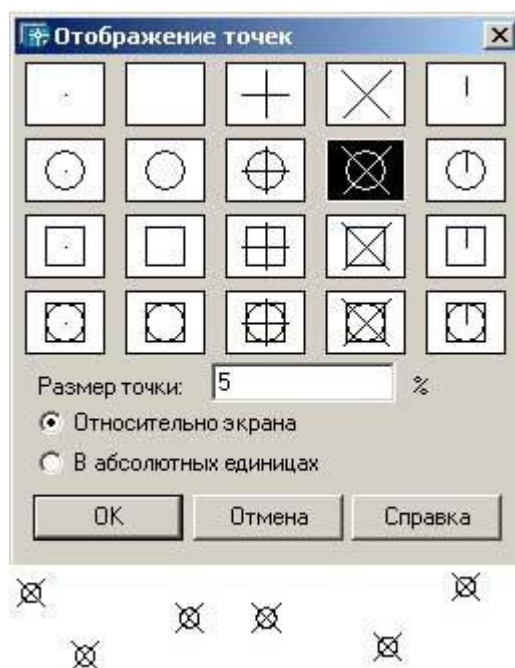 Отображение точек
Размер точки: 5 %
Относительно экрана
В абсолютных единицах
OK Отмена Справка